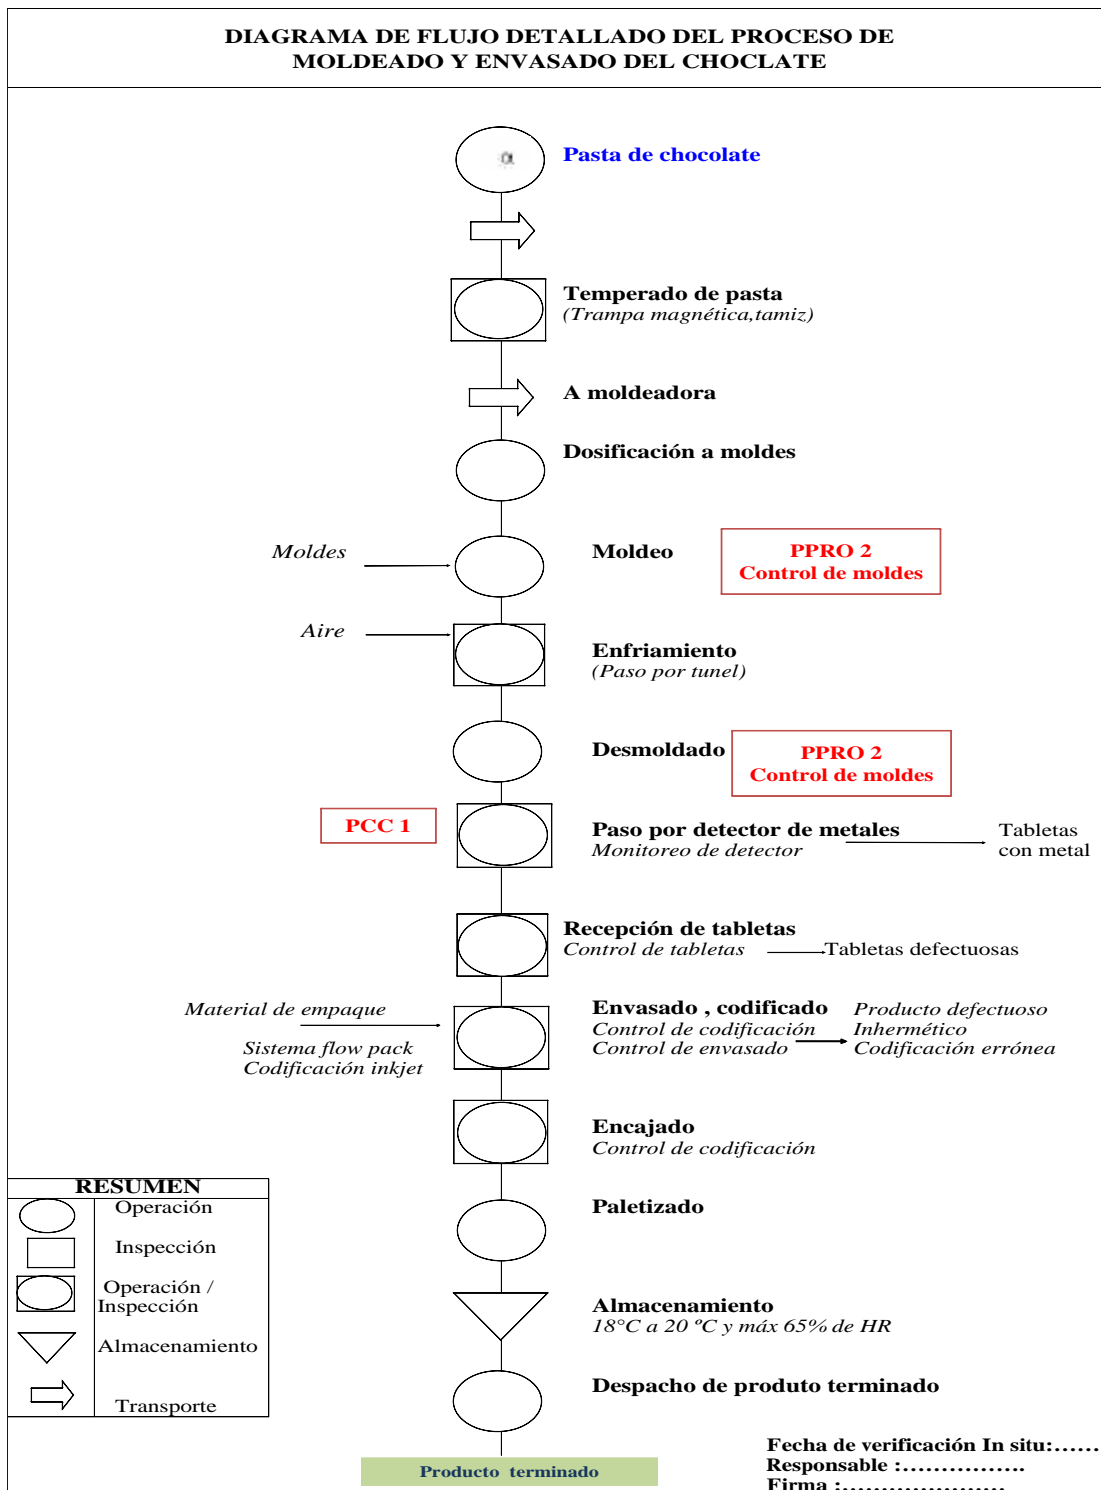 DIAGRAMA DE FLUJO DETALLADO DEL PROCESO DE
MOLDEADO Y ENVASADO DEL CHOCLATE
α
Pasta de chocolate
Temperado de pasta
(Trampa magnética,tamiz)
A moldeadora
Dosificación a moldes
Moldes
Moldeo
PPRO 2
Control de moldes
Aire
Enfriamiento
(Paso por tunel)
Desmoldado
PPRO 2
Control de moldes
PCC 1
Paso por detector de metales
Monitoreo de detector
Tabletas
con metal
Recepción de tabletas
Control de tabletas
Tabletas defectuosas
Material de empaque
Sistema flow pack
Codificación inkjet
Envasado , codificado
Control de codificación
Control de envasado
Producto defectuoso
Inhermético
Codificación errónea
Encajado
Control de codificación
RESUMEN
Operación
Inspección
Operación /
Inspección
Almacenamiento
Transporte
Paletizado
Almacenamiento
18°C a 20 ºC y máx 65% de HR
Despacho de produto terminado
Producto terminado
Fecha de verificación In situ:......
Responsable :................
Firma :.....................